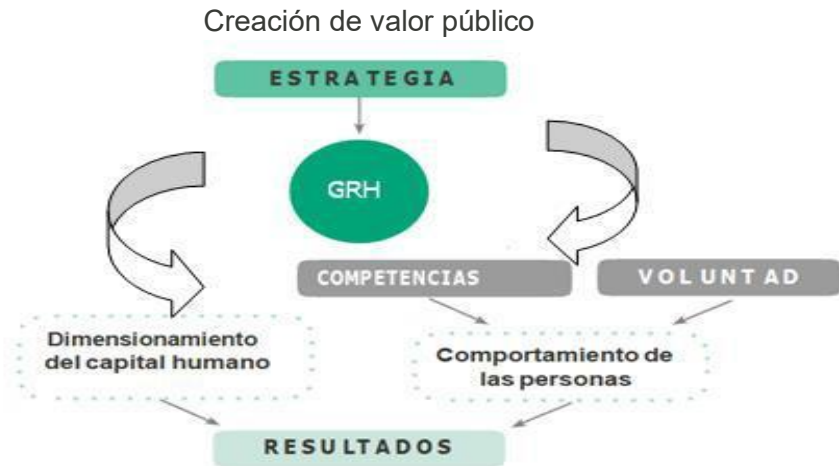 Creación de valor público
ESTRATEGIA
GRH
COMPETENCIAS
VOLUNTAD
Dimensionamiento
del capital humano
Comportamiento de
las personas
RESULTADOS